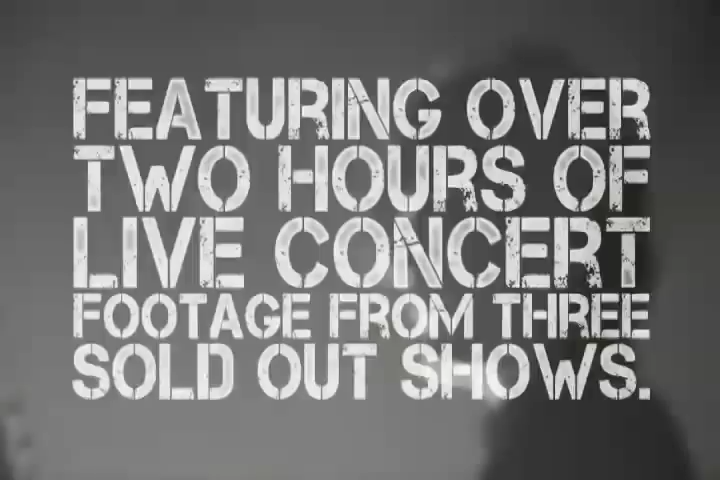 FEATURING OVER
TWO HOURS OF
LIVE CONCERT
FOOTAGE FROM THREE
SOLD OUT SHOWS.